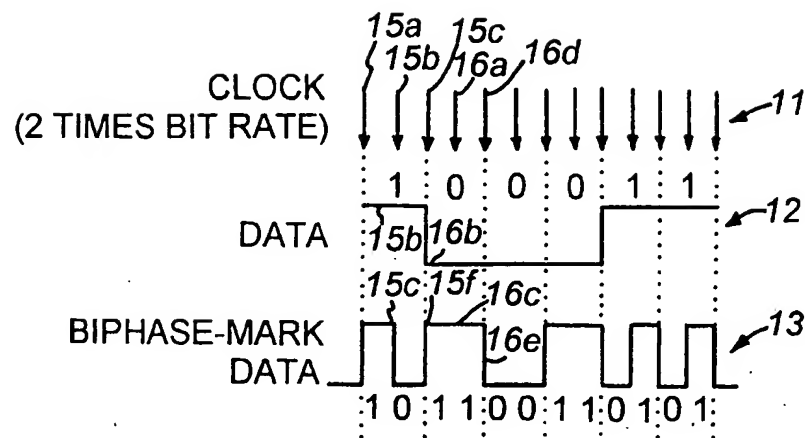 15a 15c
15b 16a 16d
CLOCK
(2 TIMES BIT RATE) 11
1 0 0 0 1 1
DATA 15b 16b 12
15c 15f 16c
BIPHASE-MARK
DATA 16e 13
1 0 1 1 0 0 1 1 0 1 0 1